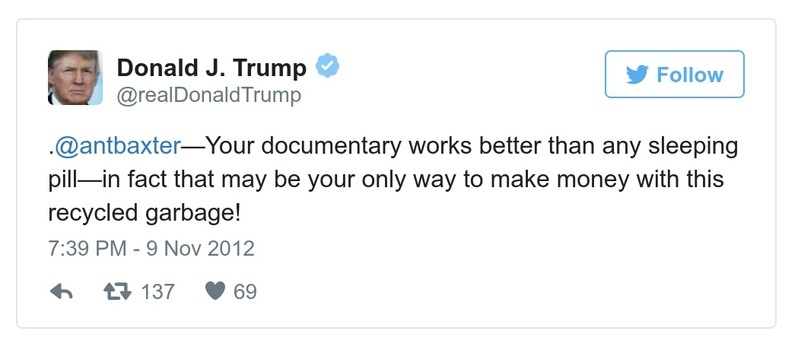 Donald J. Trump
@realDonaldTrump
Follow
.@antbaxter—Your documentary works better than any sleeping
pill—in fact that may be your only way to make money with this
recycled garbage!
7:39 PM - 9 Nov 2012
137 69